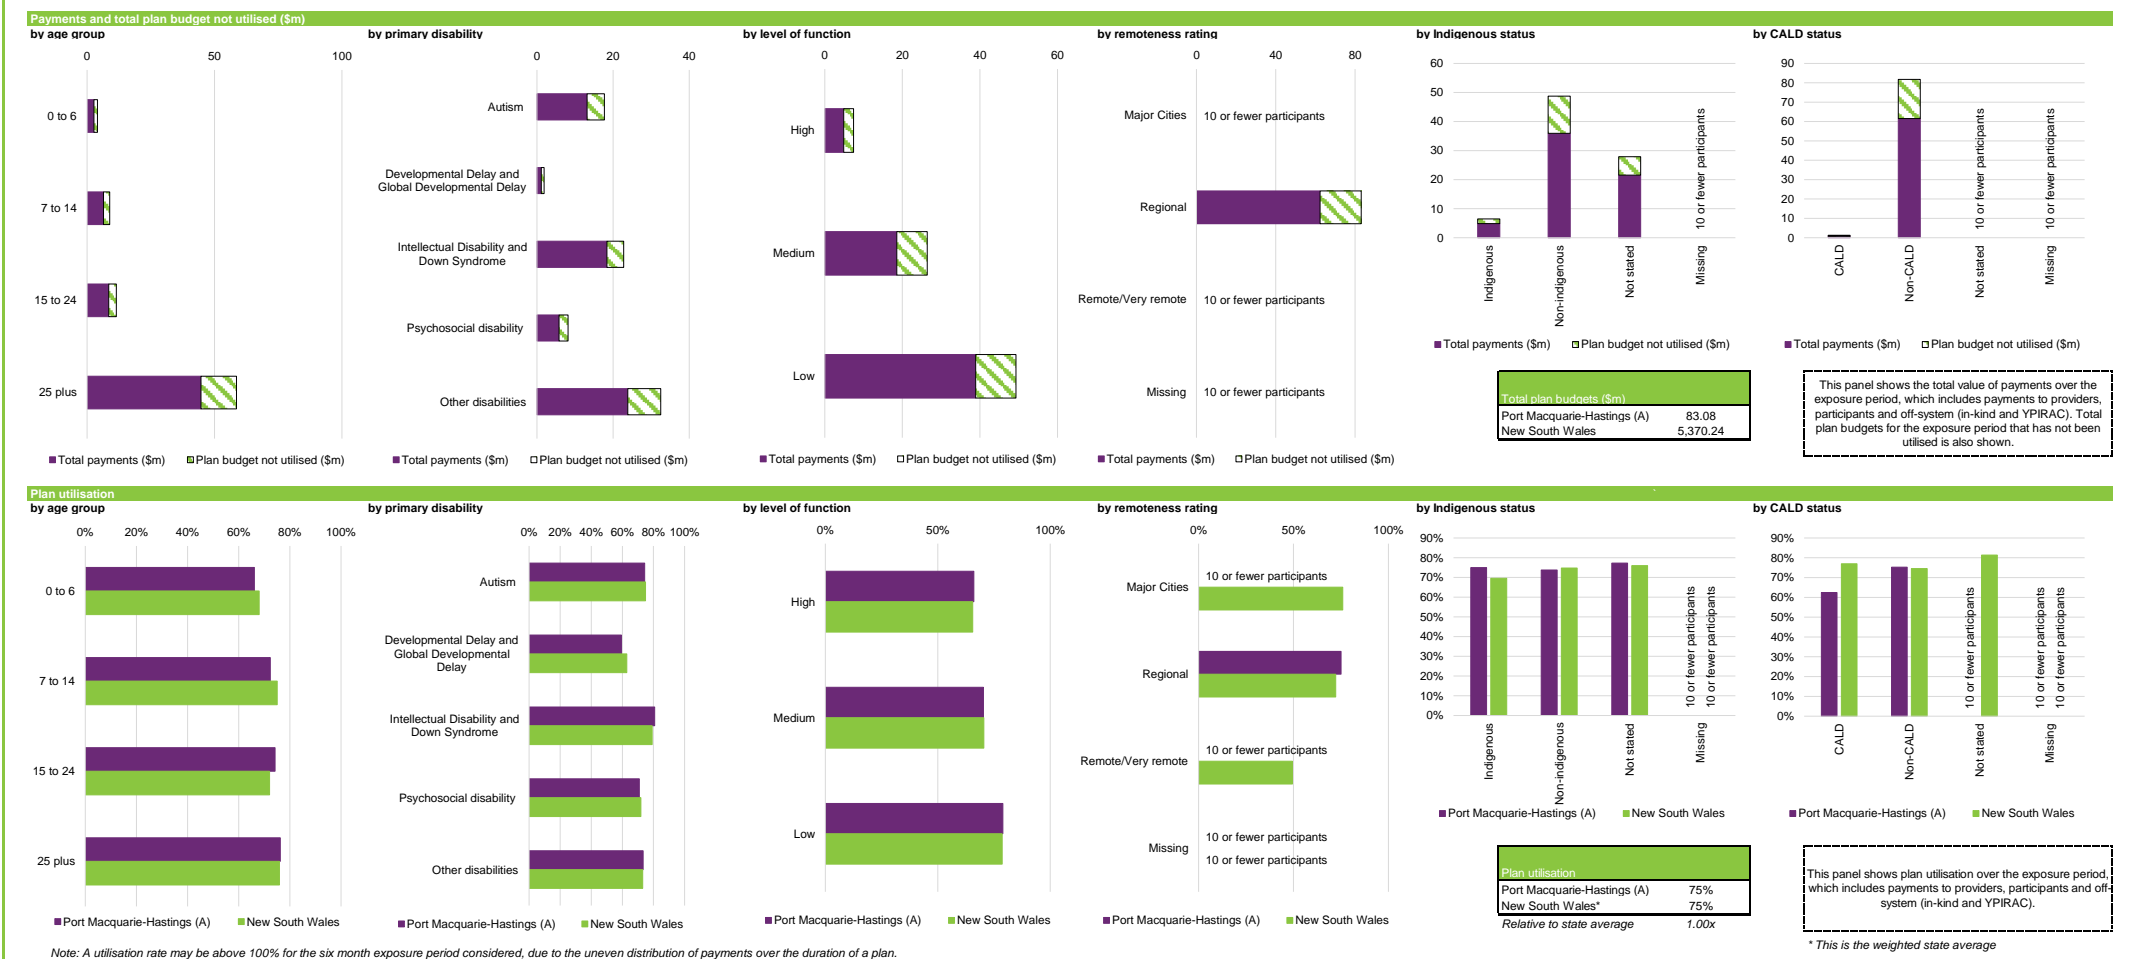 Payments and total plan budget not utilised ($m)
by age group
0
50
100
0 to 6
7 to 14
15 to 24
25 plus
Total payments ($m)
Plan budget not utilised ($m)
by primary disability
0
20
40
Autism
Developmental Delay and
Global Developmental Delay
Intellectual Disability and
Down Syndrome
Psychosocial disability
Other disabilities
Total payments ($m)
Plan budget not utilised ($m)
by level of function
0
20
40
60
High
Medium
Low
Total payments ($m)
Plan budget not utilised ($m)
by remoteness rating
0
40
80
Major Cities
10 or fewer participants
Regional
Remote/Very remote
10 or fewer participants
Missing
10 or fewer participants
Total payments ($m)
Plan budget not utilised ($m)
by Indigenous status
60
50
40
30
20
10
0
10 or fewer participants
Indigenous
Non-indigenous
Not stated
Missing
Total payments ($m)
Plan budget not utilised ($m)
Total plan budgets ($m)
Port Macquarie-Hastings (A) 83.08
New South Wales 5,370.24
by CALD status
90
80
70
60
50
40
30
20
10
0
10 or fewer participants
10 or fewer participants
CALD
Non-CALD
Not stated
Missing
Total payments ($m)
Plan budget not utilised ($m)
This panel shows the total value of payments over the
exposure period, which includes payments to providers,
participants and off-system (in-kind and YPIRAC). Total
plan budgets for the exposure period that has not been
utilised is also shown.
Plan utilisation
by age group
0%
20%
40%
60%
80%
100%
0 to 6
7 to 14
15 to 24
25 plus
Port Macquarie-Hastings (A)
New South Wales
by primary disability
0%
20%
40%
60%
80%
100%
Autism
Developmental Delay and
Global Developmental
Delay
Intellectual Disability and
Down Syndrome
Psychosocial disability
Other disabilities
Port Macquarie-Hastings (A)
New South Wales
by level of function
0%
50%
100%
High
Medium
Low
Port Macquarie-Hastings (A)
New South Wales
by remoteness rating
0%
50%
100%
Major Cities
10 or fewer participants
Regional
Remote/Very remote
10 or fewer participants
Missing
10 or fewer participants
10 or fewer participants
Port Macquarie-Hastings (A)
New South Wales
by Indigenous status
90%
80%
70%
60%
50%
40%
30%
20%
10%
0%
10 or fewer participants
10 or fewer participants
Indigenous
Non-indigenous
Not stated
Missing
Port Macquarie-Hastings (A)
New South Wales
Plan utilisation
Port Macquarie-Hastings (A) 75%
New South Wales* 75%
Relative to state average 1.00x
by CALD status
90%
80%
70%
60%
50%
40%
30%
20%
10%
0%
10 or fewer participants
10 or fewer participants
10 or fewer participants
CALD
Non-CALD
Not stated
Missing
Port Macquarie-Hastings (A)
New South Wales
This panel shows plan utilisation over the exposure period,
which includes payments to providers, participants and off-
system (in-kind and YPIRAC).
* This is the weighted state average
Note: A utilisation rate may be above 100% for the six month exposure period considered, due to the uneven distribution of payments over the duration of a plan.